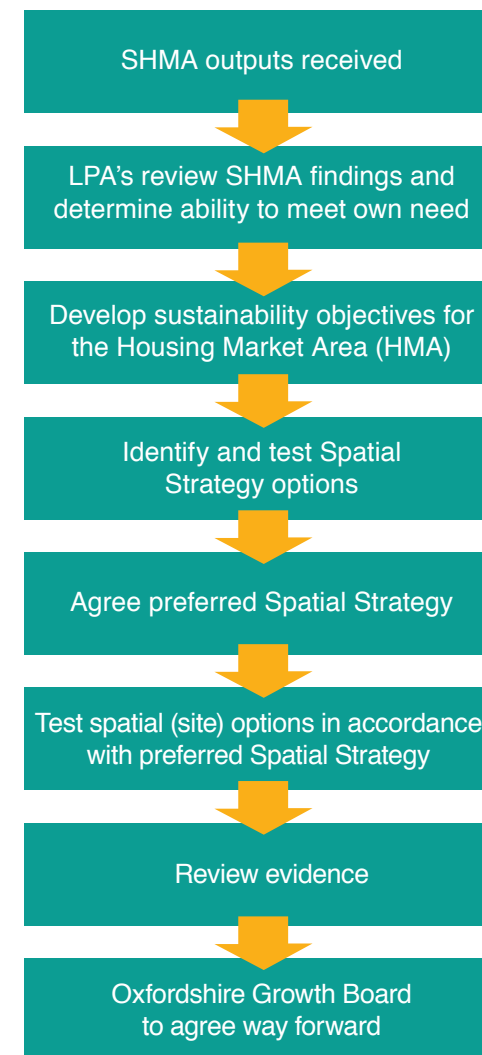 SHMA outputs received
LPA's review SHMA findings and
determine ability to meet own need
Develop sustainability objectives for
the Housing Market Area (HMA)
Identify and test Spatial
Strategy options
Agree preferred Spatial Strategy
Test spatial (site) options in accordance
with preferred Spatial Strategy
Review evidence
Oxfordshire Growth Board
to agree way forward